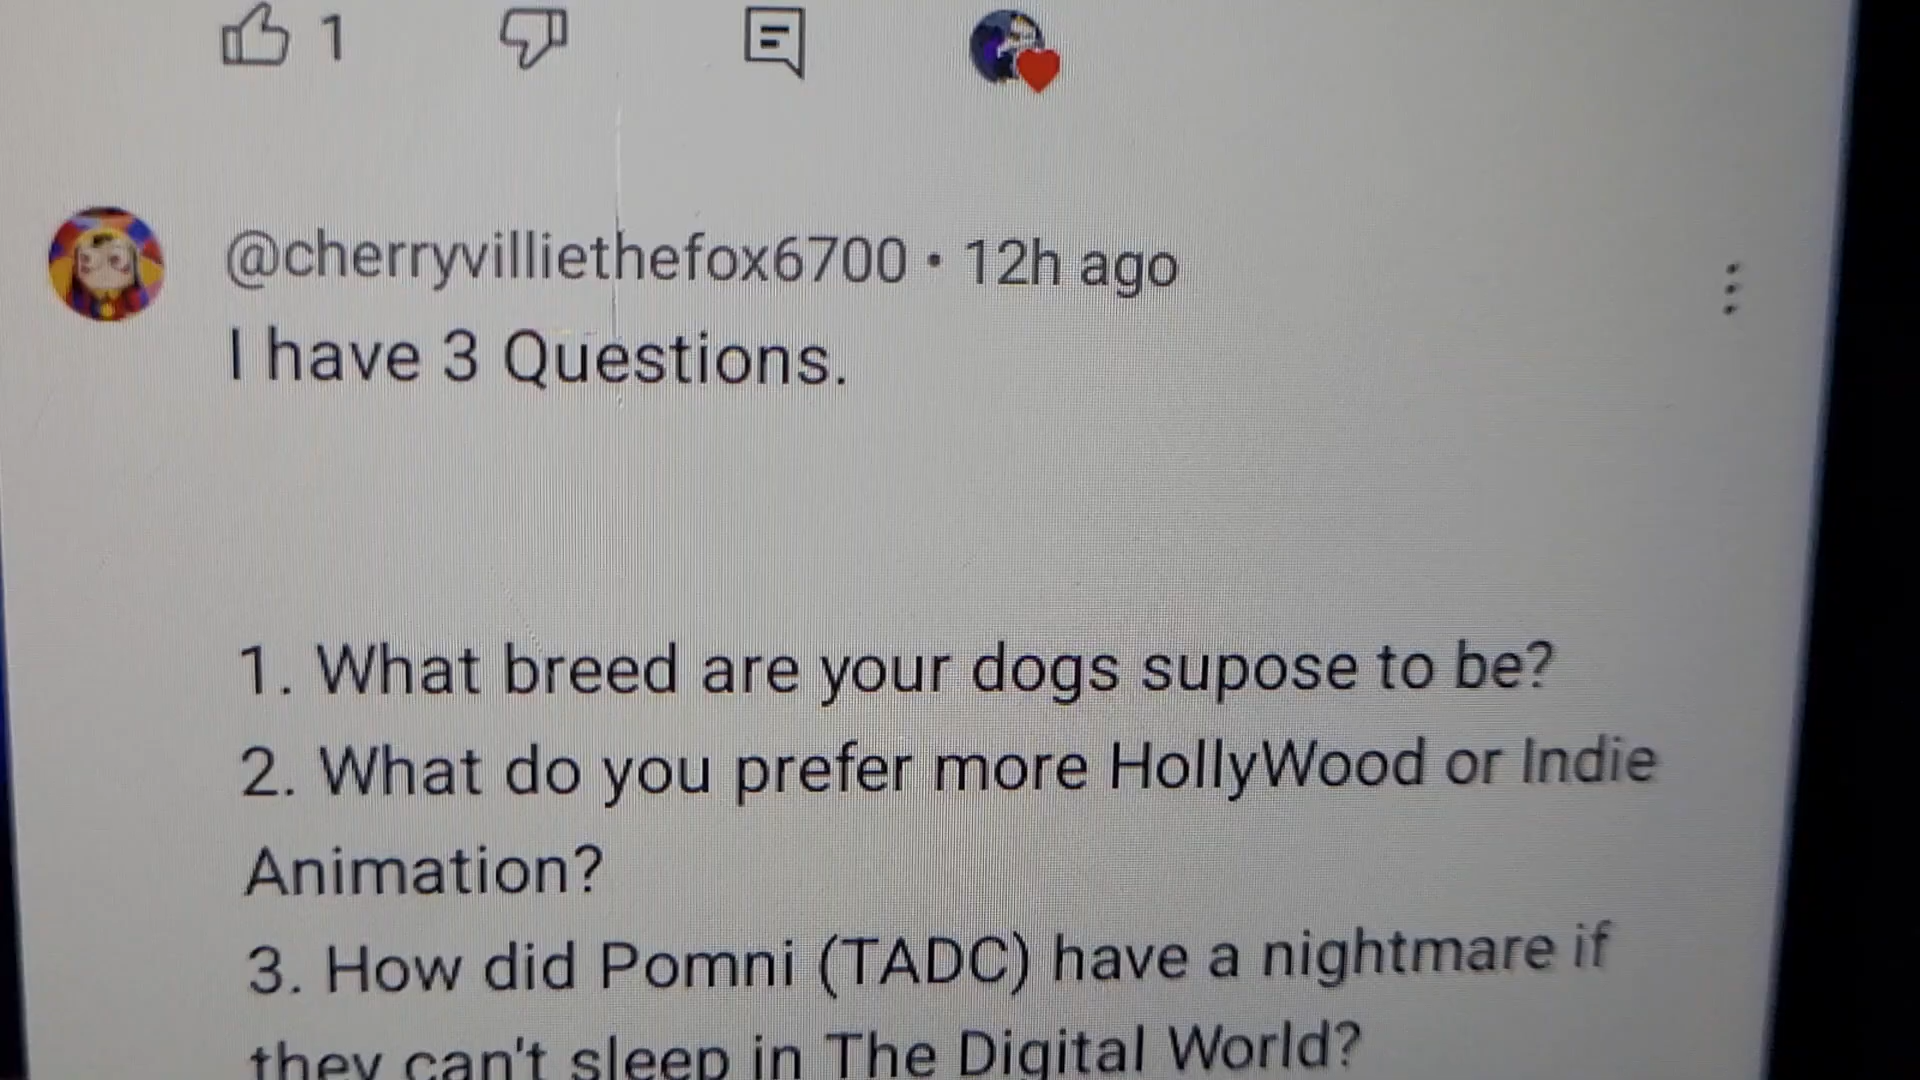 1
@cherryvilliethefox6700 • 12h ago
I have 3 Questions.
1. What breed are your dogs supose to be?
2. What do you prefer more HollyWood or Indie
Animation?
3. How did Pomni (TADC) have a nightmare if
they can't sleep in The Digital World?